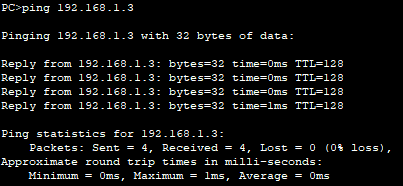 PC>ping 192.168.1.3
Pinging 192.168.1.3 with 32 bytes of data:
Reply from 192.168.1.3: bytes=32 time=0ms TTL=128
Reply from 192.168.1.3: bytes=32 time=0ms TTL=128
Reply from 192.168.1.3: bytes=32 time=0ms TTL=128
Reply from 192.168.1.3: bytes=32 time=1ms TTL=128
Ping statistics for 192.168.1.3:
    Packets: Sent = 4, Received = 4, Lost = 0 (0% loss),
Approximate round trip times in milli-seconds:
    Minimum = 0ms, Maximum = 1ms, Average = 0ms